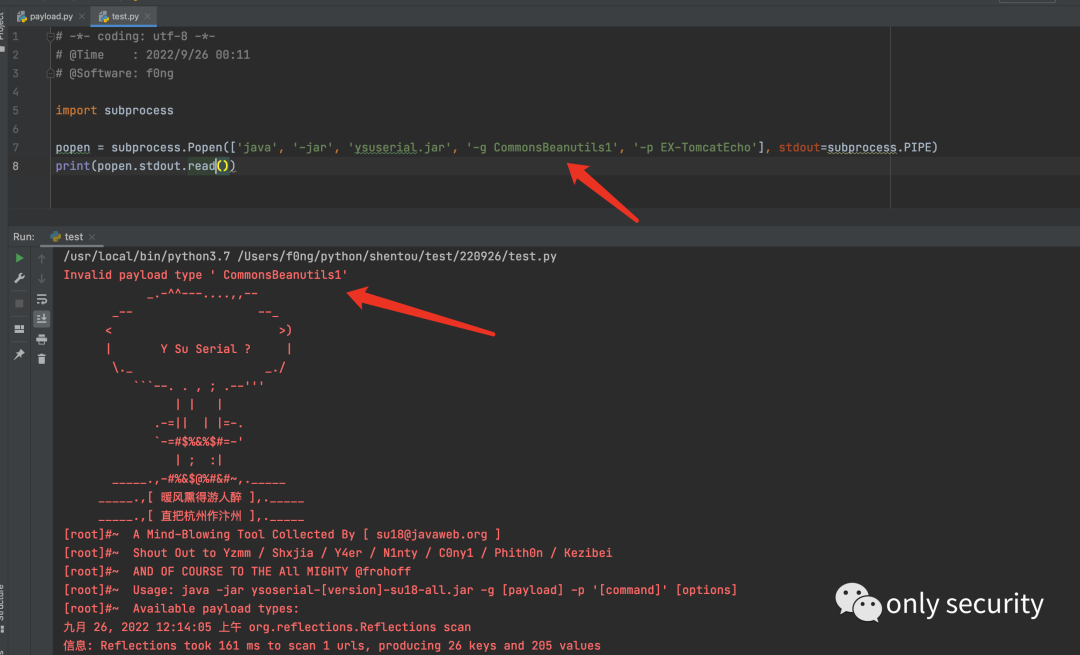 payload.py × test.py ×
1 # -*- coding: utf-8 -*-
2 # @Time : 2022/9/26 00:11
3 # @Software: f0ng
4
5 import subprocess
6
7 popen = subprocess.Popen(['java', '-jar', 'ysuserial.jar', '-g CommonsBeanutils1', '-p EX-TomcatEcho'], stdout=subprocess.PIPE)
8 print(popen.stdout.read())
Run: test ×
/usr/local/bin/python3.7 /Users/f0ng/python/shentou/test/220926/test.py
Invalid payload type ' CommonsBeanutils1'
_.-^^---....,,--
_-- --_
< >)
| Y Su Serial ? |
\._ _./
```--. . , ; .--'''
| | |
.-=|| | |=-.
`-=#$%&%$#=-'
| ; :|
_____.,-#%&$@%#&#~,._____
_____.,[ 暖风熏得游人醉 ],._____
_____.,[ 直把杭州作汴州 ],._____
[root]#~ A Mind-Blowing Tool Collected By [ su18@javaweb.org ]
[root]#~ Shout Out to Yzmm / Shxjia / Y4er / N1nty / C0ny1 / Phith0n / Kezibei
[root]#~ AND OF COURSE TO THE All MIGHTY @frohoff
[root]#~ Usage: java -jar ysoserial-[version]-su18-all.jar -g [payload] -p '[command]' [options]
[root]#~ Available payload types:
九月 26, 2022 12:14:05 上午 org.reflections.Reflections scan
信息: Reflections took 161 ms to scan 1 urls, producing 26 keys and 205 values
only security